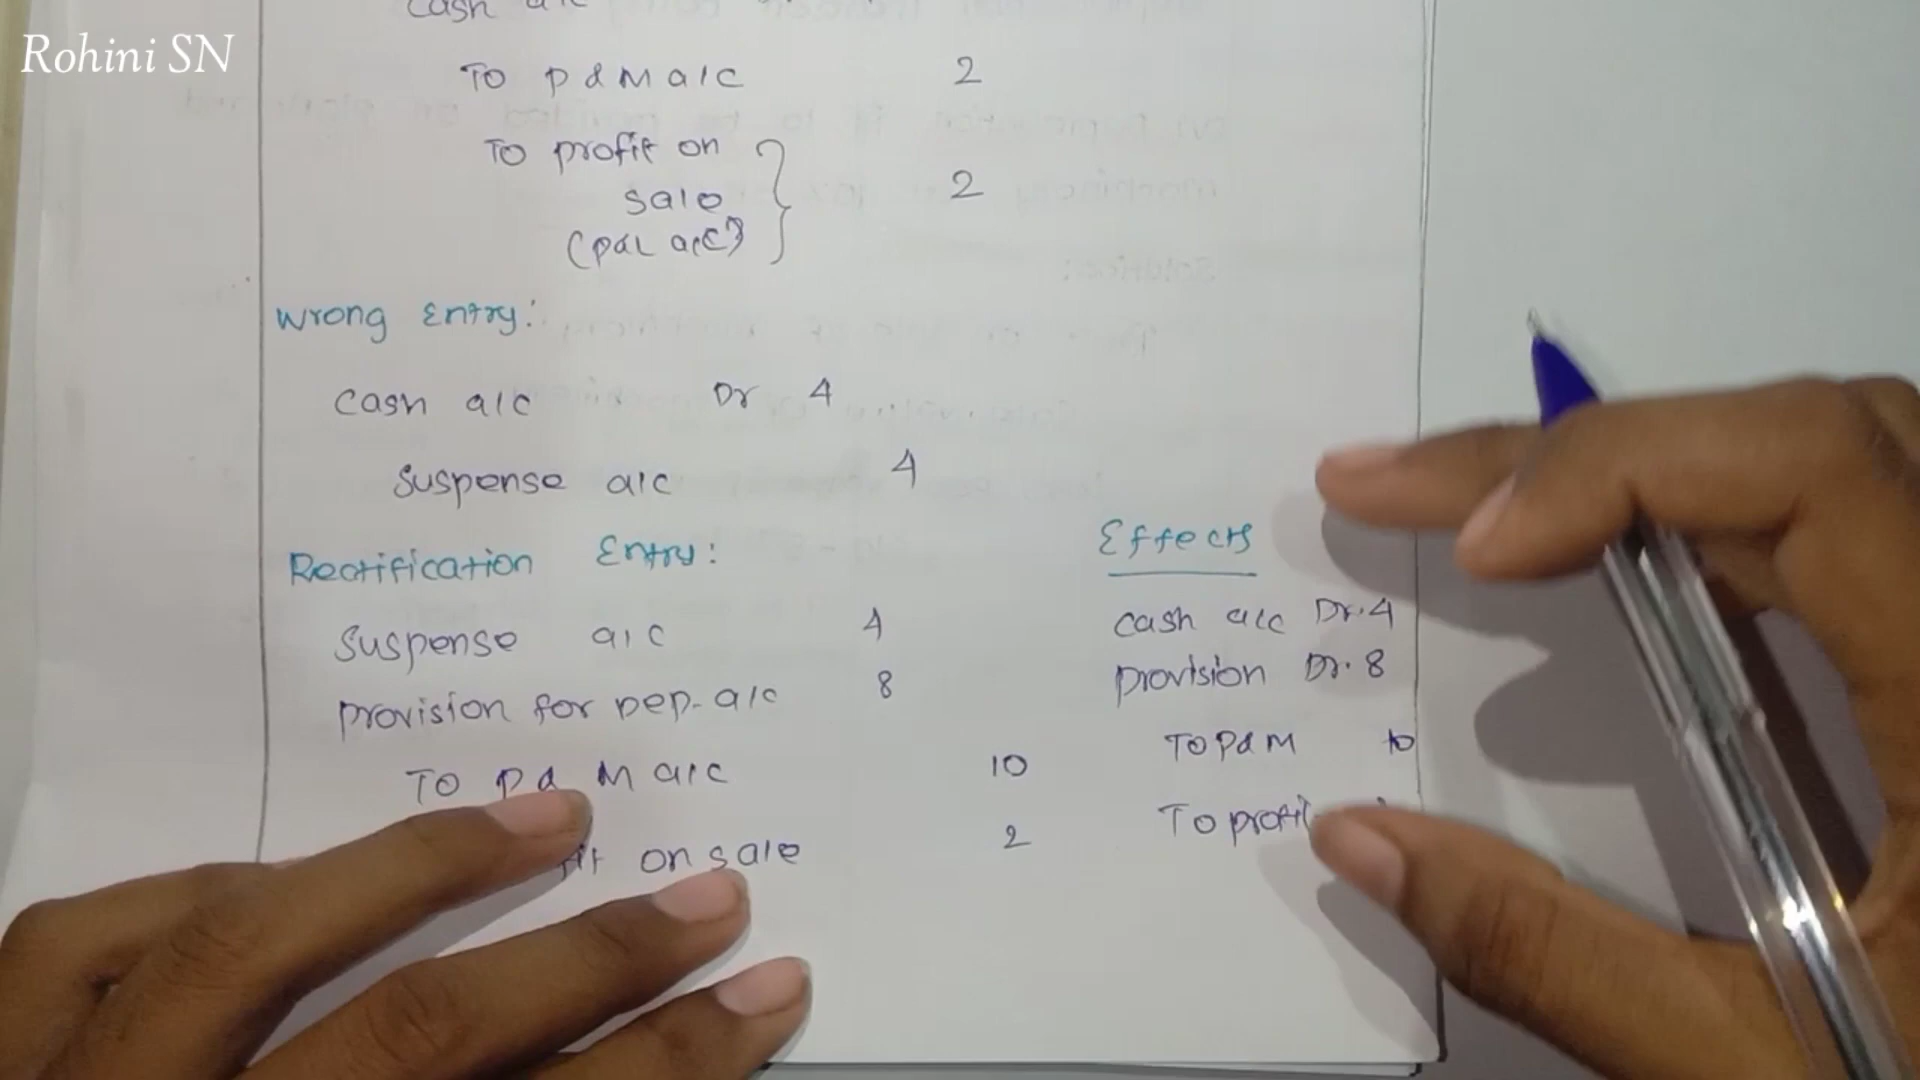 Rohini SN
Cash a/c
To P & M a/c 2
To profit on
sale
(P&L a/c) 2
Wrong Entry:
Cash a/c Dr 4
Suspense a/c 4
Rectification Entry:
Suspense a/c 4
Provision for Dep. a/c 8
To P & M a/c 10
on sale 2
Effects
Cash a/c Dr. 4
Provision Dr. 8
To P & M 10
To profit